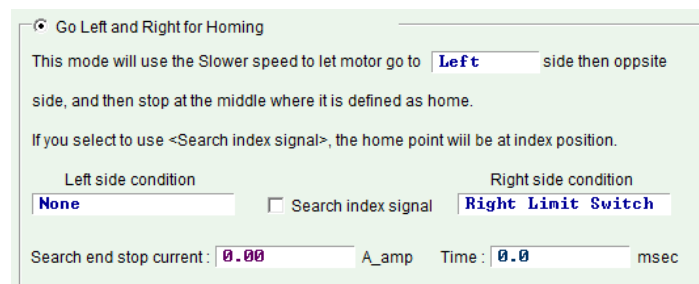 Go Left and Right for Homing
This mode will use the Slower speed to let motor go to Left side then oppsite
side, and then stop at the middle where it is defined as home.
If you select to use <Search index signal>, the home point wiil be at index position.
Left side condition Right side condition
None Search index signal Right Limit Switch
Search end stop current : 0.00 A_amp Time : 0.0 msec